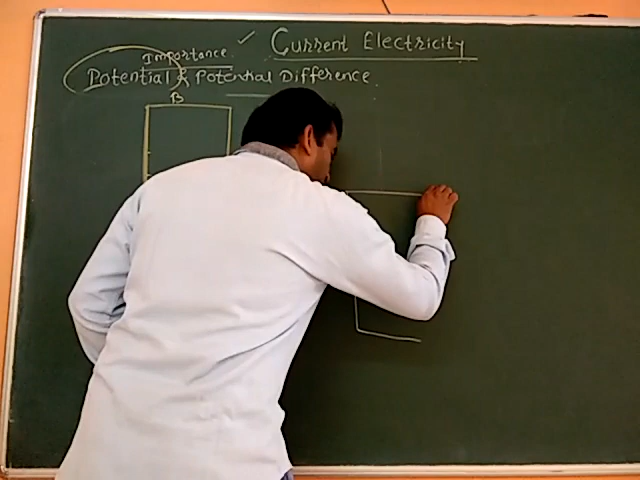 Current Electricity
Importance
Potential & Potential Difference
B